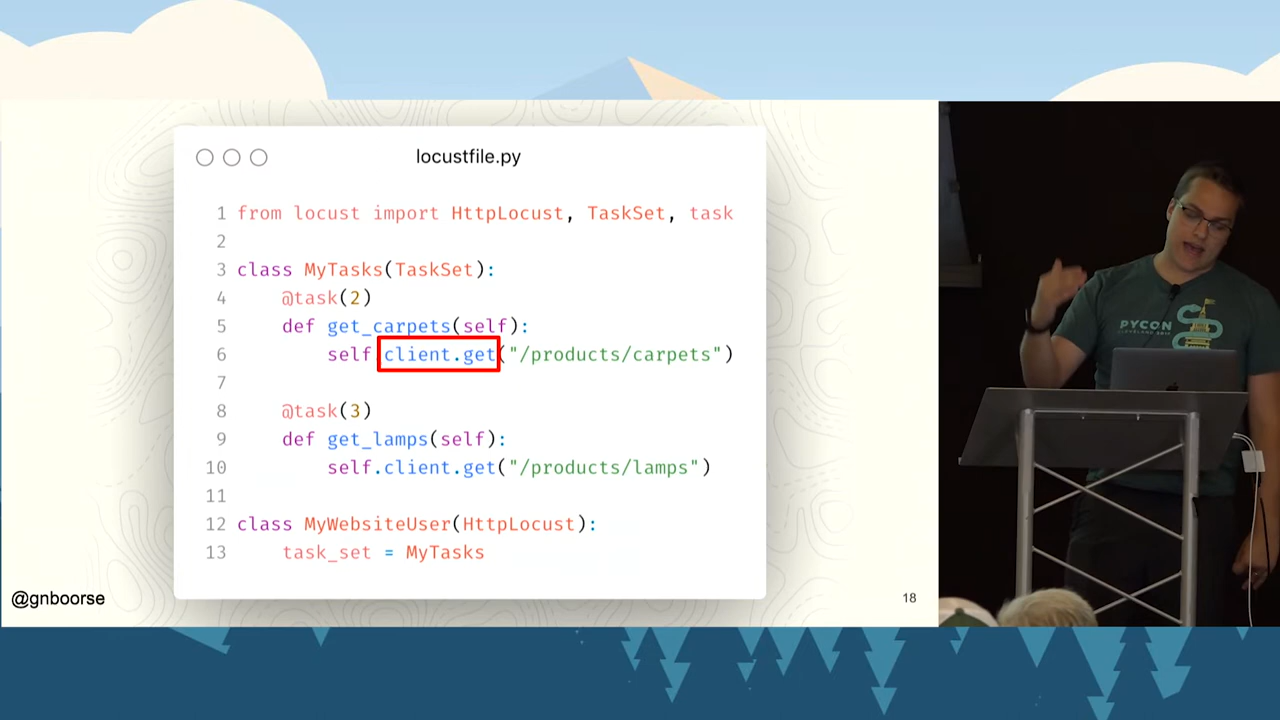 locustfile.py
1 from locust import HttpLocust, TaskSet, task
2
3 class MyTasks(TaskSet):
4 @task(2)
5 def get_carpets(self):
6 self.client.get("/products/carpets")
7
8 @task(3)
9 def get_lamps(self):
10 self.client.get("/products/lamps")
11
12 class MyWebsiteUser(HttpLocust):
13 task_set = MyTasks
@gnboorse
18
PYCON